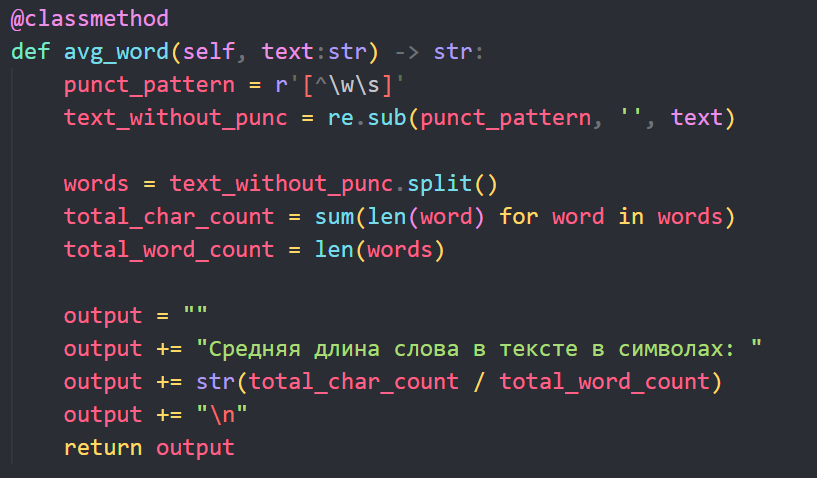 @classmethod
def avg_word(self, text:str) -> str:
    punct_pattern = r'[^\w\s]'
    text_without_punc = re.sub(punct_pattern, '', text)

    words = text_without_punc.split()
    total_char_count = sum(len(word) for word in words)
    total_word_count = len(words)

    output = ""
    output += "Средняя длина слова в тексте в символах: "
    output += str(total_char_count / total_word_count)
    output += "\n"
    return output